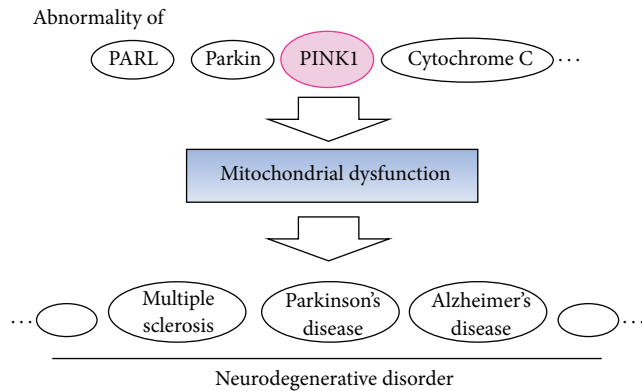 Abnormality of
PARL Parkin PINK1 Cytochrome C ...
Mitochondrial dysfunction
... Multiple sclerosis Parkinson's disease Alzheimer's disease ...
Neurodegenerative disorder